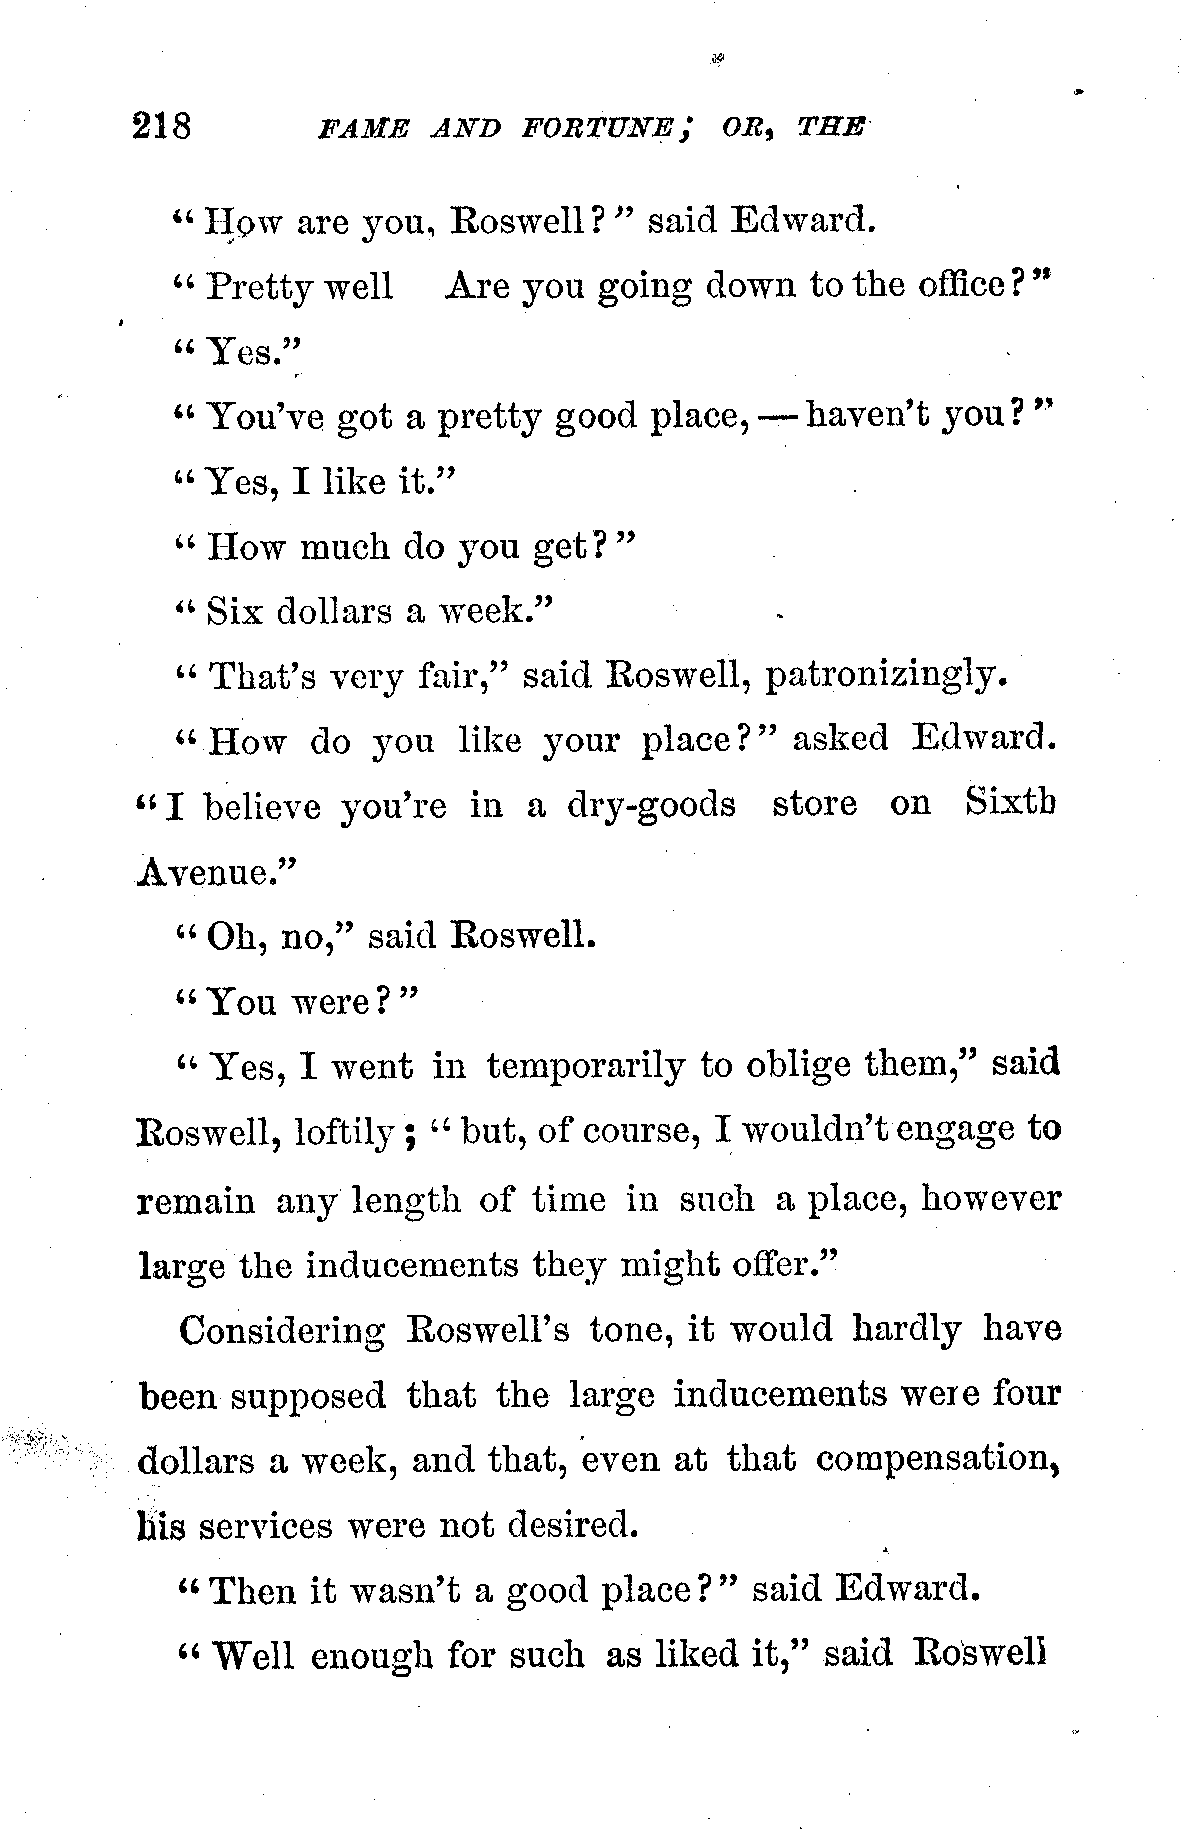 218 FAME AND FORTUNE; OR, THE
“How are you, Roswell?” said Edward.
“Pretty well Are you going down to the office?”
“Yes.”
“You've got a pretty good place,—haven't you?”
“Yes, I like it.”
“How much do you get?”
“Six dollars a week.”
“That's very fair,” said Roswell, patronizingly.
“How do you like your place?” asked Edward.
“I believe you're in a dry-goods store on Sixth
Avenue.”
“Oh, no,” said Roswell.
“You were?”
“Yes, I went in temporarily to oblige them,” said
Roswell, loftily; “but, of course, I wouldn't engage to
remain any length of time in such a place, however
large the inducements they might offer.”
Considering Roswell's tone, it would hardly have
been supposed that the large inducements were four
dollars a week, and that, even at that compensation,
his services were not desired.
“Then it wasn't a good place?” said Edward.
“Well enough for such as liked it,” said Roswell